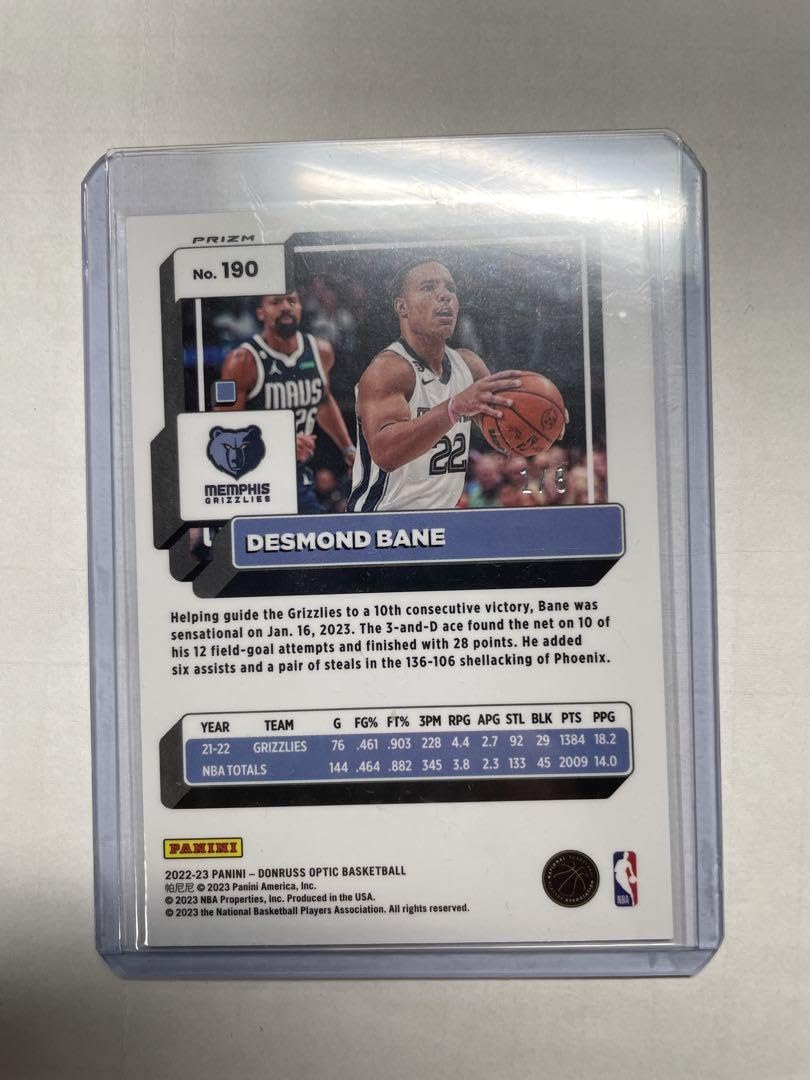 PRIZM
No. 190
MAVS
26
22
MEMPHIS
GRIZZLIES
DESMOND BANE
Helping guide the Grizzlies to a 10th consecutive victory, Bane was
sensational on Jan. 16, 2023. The 3-and-D ace found the net on 10 of
his 12 field-goal attempts and finished with 28 points. He added
six assists and a pair of steals in the 136-106 shellacking of Phoenix.
YEAR TEAM G FG% FT% 3PM RPG APG STL BLK PTS PPG
21-22 GRIZZLIES 76 .461 .903 228 4.4 2.7 92 29 1384 18.2
NBA TOTALS 144 .464 .882 345 3.8 2.3 133 45 2009 14.0
PANINI
2022-23 PANINI – DONRUSS OPTIC BASKETBALL
帕尼尼 © 2023 Panini America, Inc.
© 2023 NBA Properties, Inc. Produced in the USA.
© 2023 the National Basketball Players Association. All rights reserved.
NBA